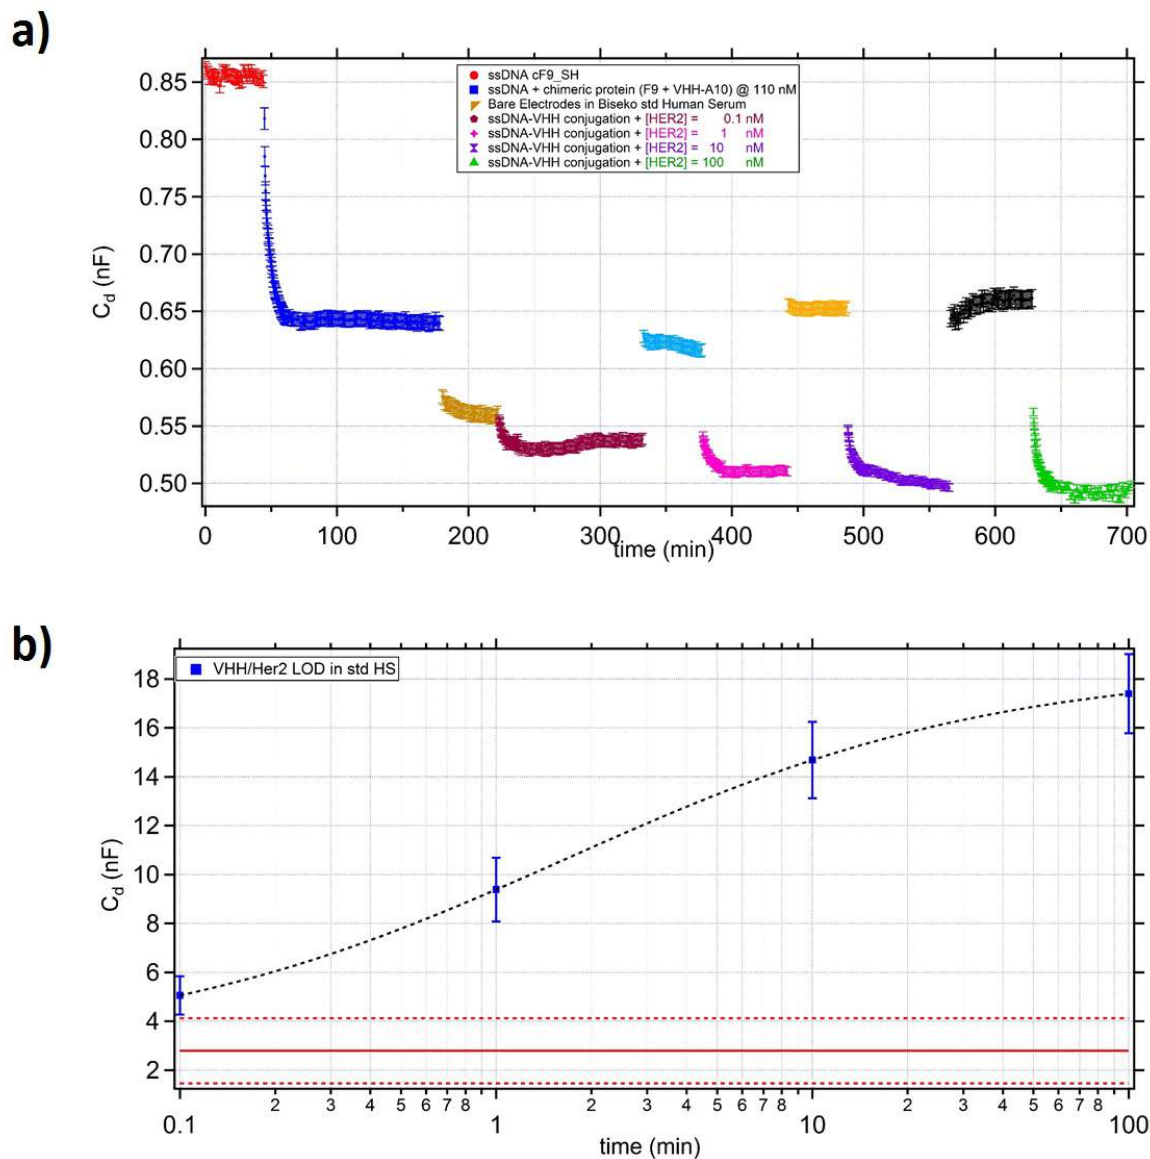 a)
0.85
0.80
0.75
0.70
0.65
0.60
0.55
0.50
C_d (nF)
ssDNA cF9_SH
ssDNA + chimeric protein (F9 + VHH-A10) @ 110 nM
Bare Electrodes in Biseko std Human Serum
ssDNA-VHH conjugation + [HER2] = 0.1 nM
ssDNA-VHH conjugation + [HER2] = 1 nM
ssDNA-VHH conjugation + [HER2] = 10 nM
ssDNA-VHH conjugation + [HER2] = 100 nM
0 100 200 300 400 500 600 700
time (min)
b)
VHH/Her2 LOD in std HS
18
16
14
12
10
8
6
4
2
C_d (nF)
2 3 4 5 6 7 8 2 3 4 5 6 7 8 2 3 4 5 6 7 8
0.1 1 10 100
time (min)